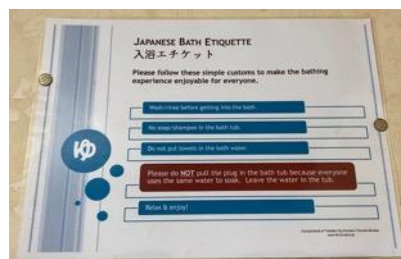 JAPANESE BATH ETIQUETTE
入浴エチケット
Please follow these simple customs to make the bathing
experience enjoyable for everyone.
Wash/rinse before getting into the bath.
No soap/shampoo in the bath tub.
Do not put towels in the bath water.
Please do NOT pull the plug in the bath tub because everyone
uses the same water to soak. Leave the water in the tub.
Relax & enjoy!